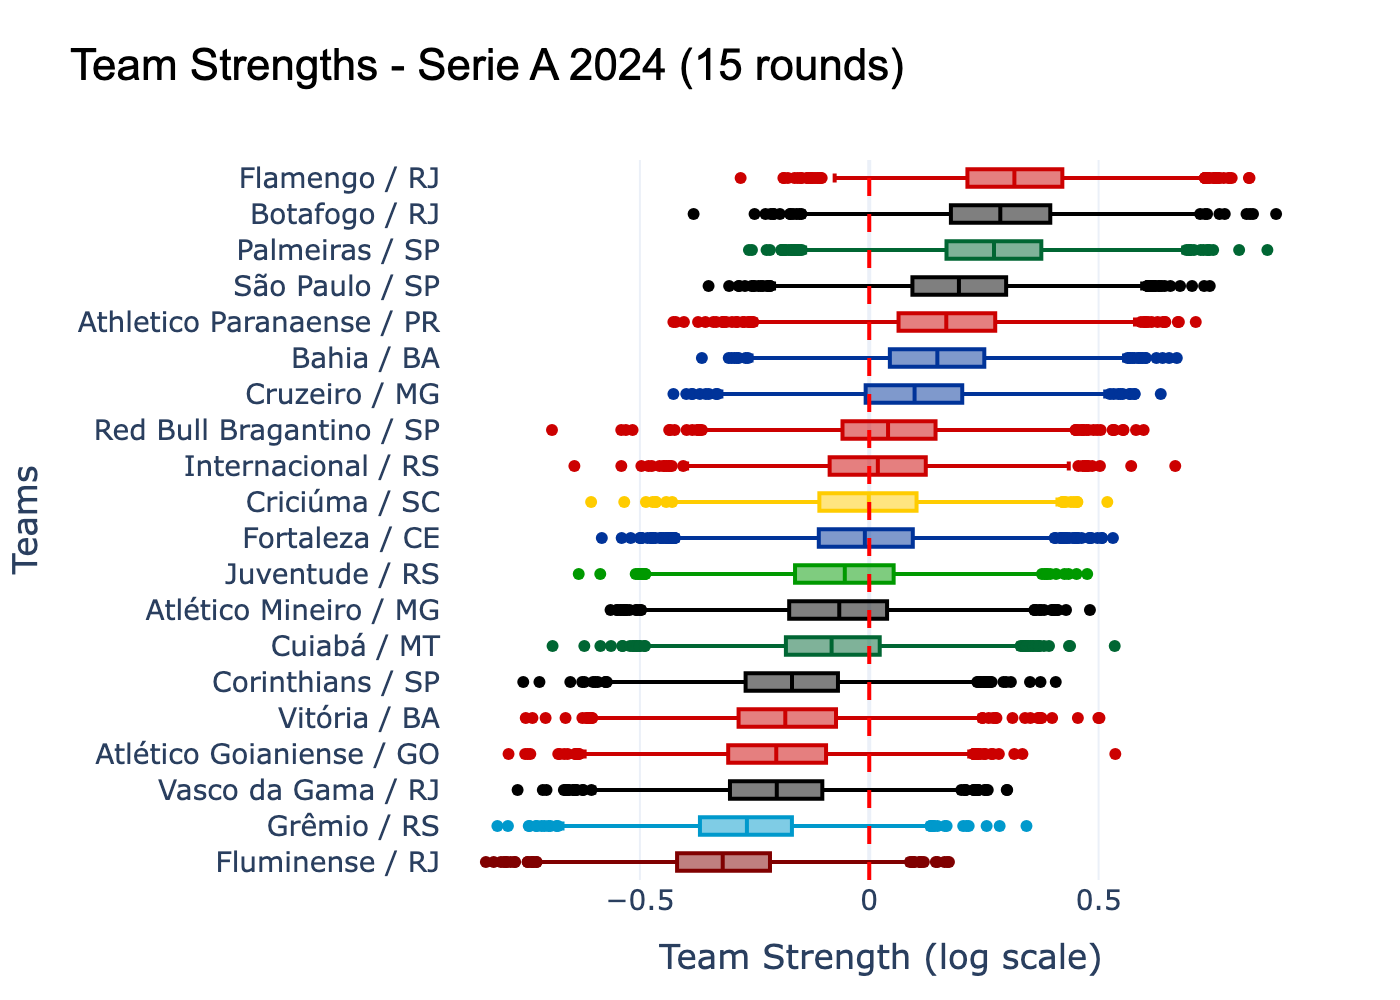 Team Strengths - Serie A 2024 (15 rounds)
Flamengo / RJ
Botafogo / RJ
Palmeiras / SP
São Paulo / SP
Athletico Paranaense / PR
Bahia / BA
Cruzeiro / MG
Red Bull Bragantino / SP
Internacional / RS
Criciúma / SC
Fortaleza / CE
Juventude / RS
Atlético Mineiro / MG
Cuiabá / MT
Corinthians / SP
Vitória / BA
Atlético Goianiense / GO
Vasco da Gama / RJ
Grêmio / RS
Fluminense / RJ
Teams
−0.5 0 0.5
Team Strength (log scale)